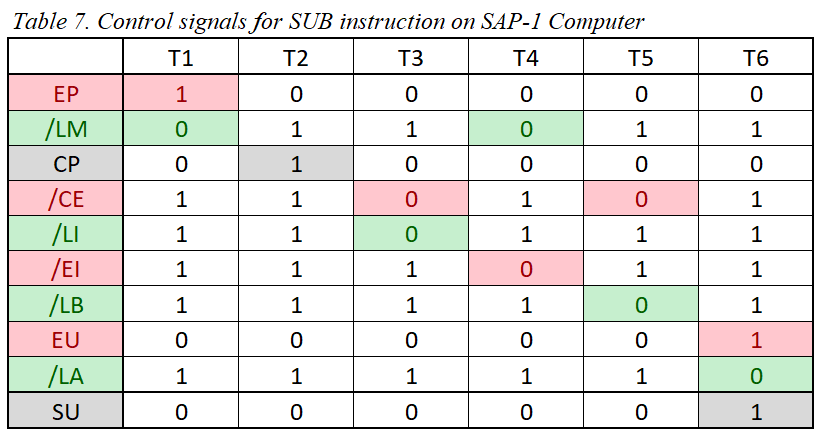 Table 7. Control signals for SUB instruction on SAP-1 Computer
T1 T2 T3 T4 T5 T6
EP 1 0 0 0 0 0
/LM 0 1 1 0 1 1
CP 0 1 0 0 0 0
/CE 1 1 0 1 0 1
/LI 1 1 0 1 1 1
/EI 1 1 1 0 1 1
/LB 1 1 1 1 0 1
EU 0 0 0 0 0 1
/LA 1 1 1 1 1 0
SU 0 0 0 0 0 1